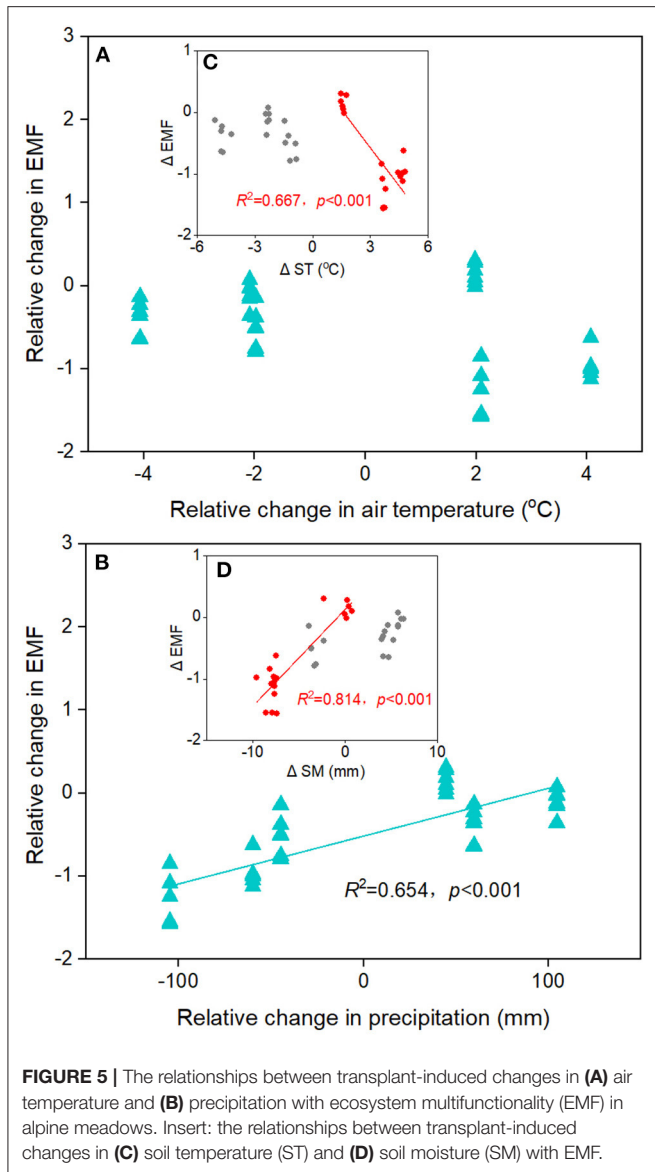 A
C
3
2
1
0
-1
-2
Relative change in EMF
1
0
-1
-2
Δ EMF
R²=0.667, p<0.001
-6 -3 0 3 6
Δ ST (°C)
-4 -2 0 2 4
Relative change in air temperature (°C)
B
D
3
2
1
0
-1
-2
Relative change in EMF
1
0
-1
-2
Δ EMF
R²=0.814, p<0.001
-10 0 10
Δ SM (mm)
R²=0.654, p<0.001
-100 0 100
Relative change in precipitation (mm)
FIGURE 5 | The relationships between transplant-induced changes in (A) air
temperature and (B) precipitation with ecosystem multifunctionality (EMF) in
alpine meadows. Insert: the relationships between transplant-induced
changes in (C) soil temperature (ST) and (D) soil moisture (SM) with EMF.